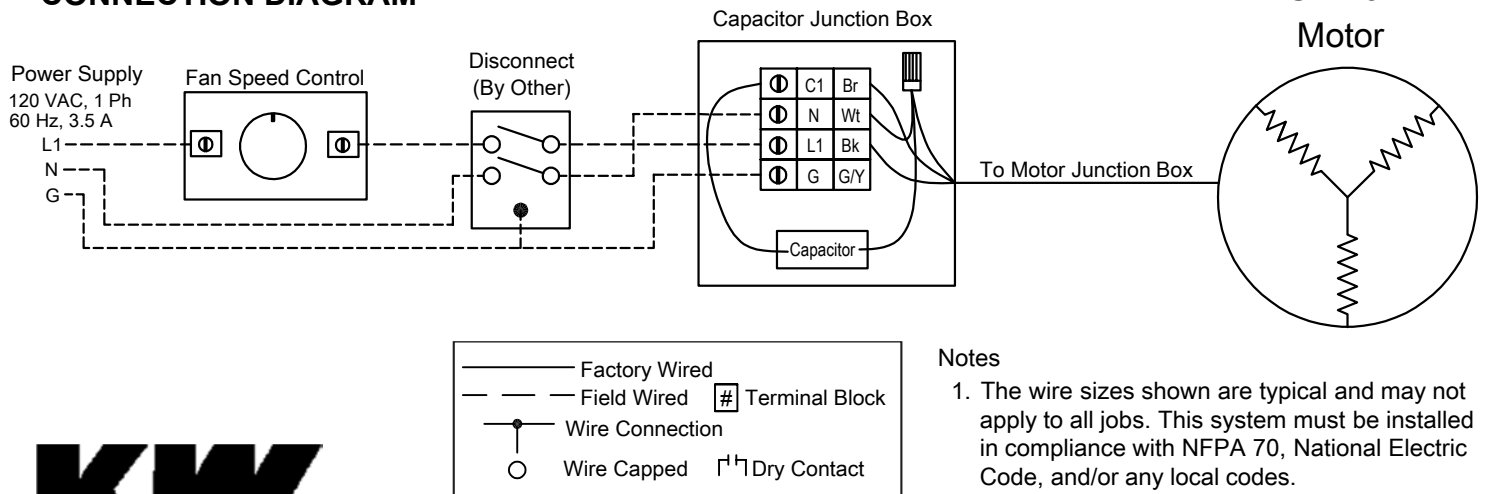 CONNECTION DIAGRAM
Capacitor Junction Box
Motor
Power Supply
120 VAC, 1 Ph
60 Hz, 3.5 A
L1
N
G
Fan Speed Control
Disconnect
(By Other)
C1 Br
N Wt
L1 Bk
G G/Y
Capacitor
To Motor Junction Box
Factory Wired
Field Wired # Terminal Block
Wire Connection
Wire Capped Dry Contact
Notes
1. The wire sizes shown are typical and may not
apply to all jobs. This system must be installed
in compliance with NFPA 70, National Electric
Code, and/or any local codes.